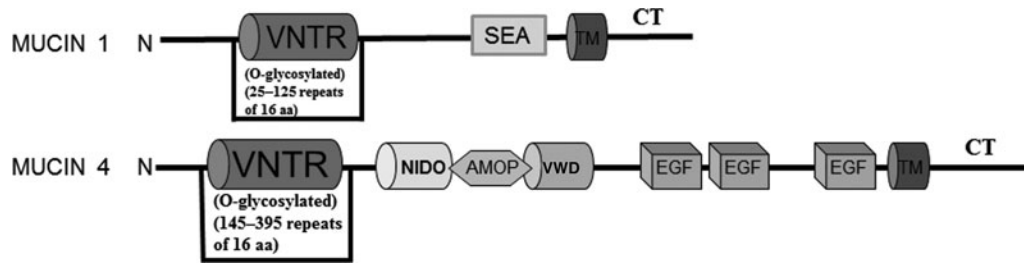 CT
MUCIN 1 N VNTR SEA TM
(O-glycosylated)
(25–125 repeats
of 16 aa)
CT
MUCIN 4 N VNTR NIDO AMOP VWD EGF EGF EGF TM
(O-glycosylated)
(145–395 repeats
of 16 aa)